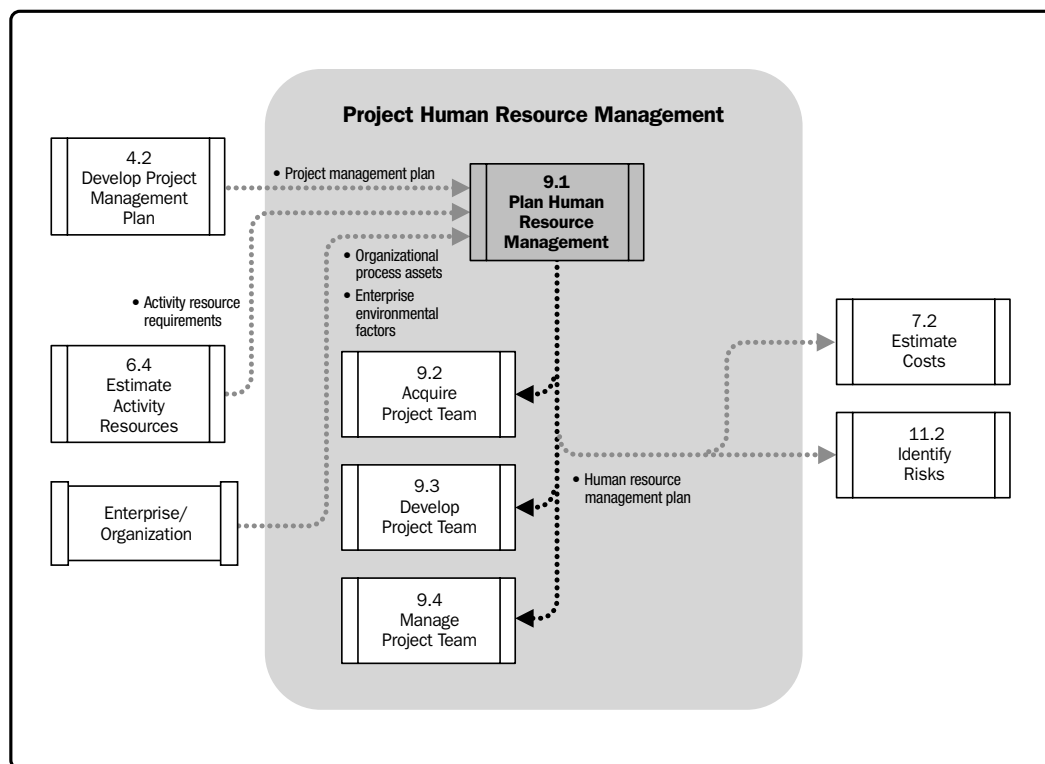 Project Human Resource Management
4.2
Develop Project
Management
Plan
• Project management plan
9.1
Plan Human
Resource
Management
• Organizational
process assets
• Enterprise
environmental
factors
• Activity resource
requirements
6.4
Estimate
Activity
Resources
Enterprise/
Organization
9.2
Acquire
Project Team
9.3
Develop
Project Team
9.4
Manage
Project Team
• Human resource
management plan
7.2
Estimate
Costs
11.2
Identify
Risks